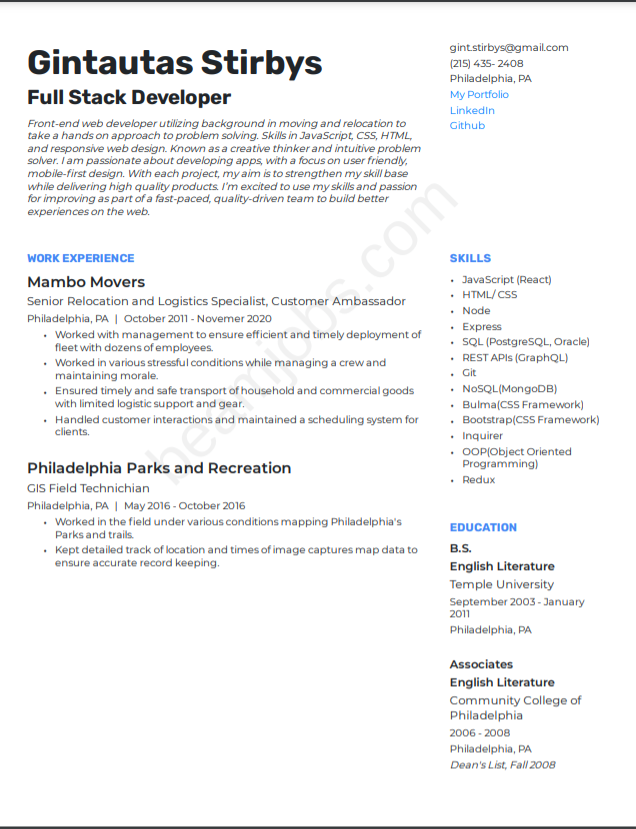 Gintautas Stirbys
Full Stack Developer
Front-end web developer utilizing background in moving and relocation to
take a hands on approach to problem solving. Skills in JavaScript, CSS, HTML,
and responsive web design. Known as a creative thinker and intuitive problem
solver. I am passionate about developing apps, with a focus on user friendly,
mobile-first design. With each project, my aim is to strengthen my skill base
while delivering high quality products. I'm excited to use my skills and passion
for improving as part of a fast-paced, quality-driven team to build better
experiences on the web.
gint.stirbys@gmail.com
(215) 435- 2408
Philadelphia, PA
My Portfolio
LinkedIn
Github
WORK EXPERIENCE
Mambo Movers
Senior Relocation and Logistics Specialist, Customer Ambassador
Philadelphia, PA | October 2011 - Novemer 2020
• Worked with management to ensure efficient and timely deployment of
fleet with dozens of employees.
• Worked in various stressful conditions while managing a crew and
maintaining morale.
• Ensured timely and safe transport of household and commercial goods
with limited logistic support and gear.
• Handled customer interactions and maintained a scheduling system for
clients.
Philadelphia Parks and Recreation
GIS Field Technichian
Philadelphia, PA | May 2016 - October 2016
• Worked in the field under various conditions mapping Philadelphia's
Parks and trails.
• Kept detailed track of location and times of image captures map data to
ensure accurate record keeping.
SKILLS
• JavaScript (React)
• HTML/ CSS
• Node
• Express
• SQL (PostgreSQL, Oracle)
• REST APIs (GraphQL)
• Git
• NoSQL(MongoDB)
• Bulma(CSS Framework)
• Bootstrap(CSS Framework)
• Inquirer
• OOP(Object Oriented
Programming)
• Redux
EDUCATION
B.S.
English Literature
Temple University
September 2003 - January
2011
Philadelphia, PA
Associates
English Literature
Community College of
Philadelphia
2006 - 2008
Philadelphia, PA
Dean's List, Fall 2008
beamjobs.com